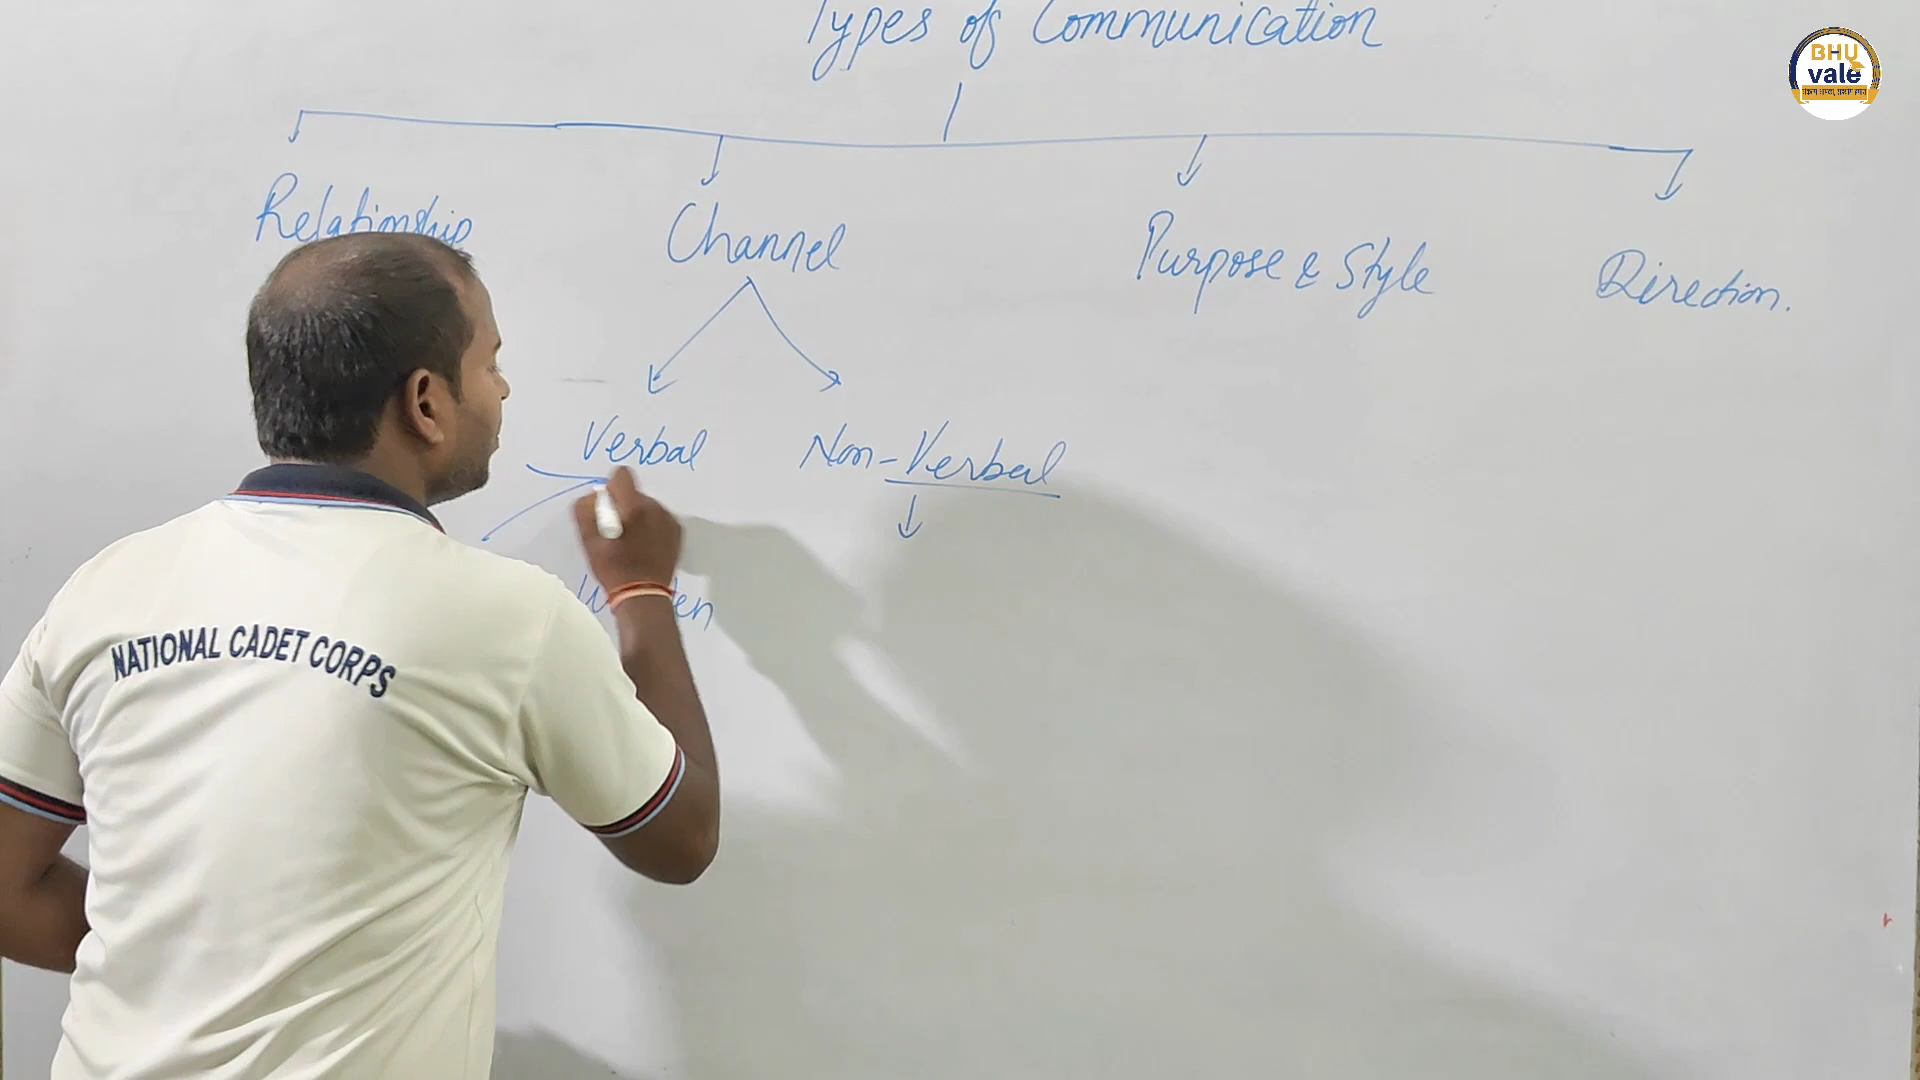 Types of Communication
Relationship
Channel
Purpose & Style
Direction.
Verbal
Non-Verbal
NATIONAL CADET CORPS
BHU
vale